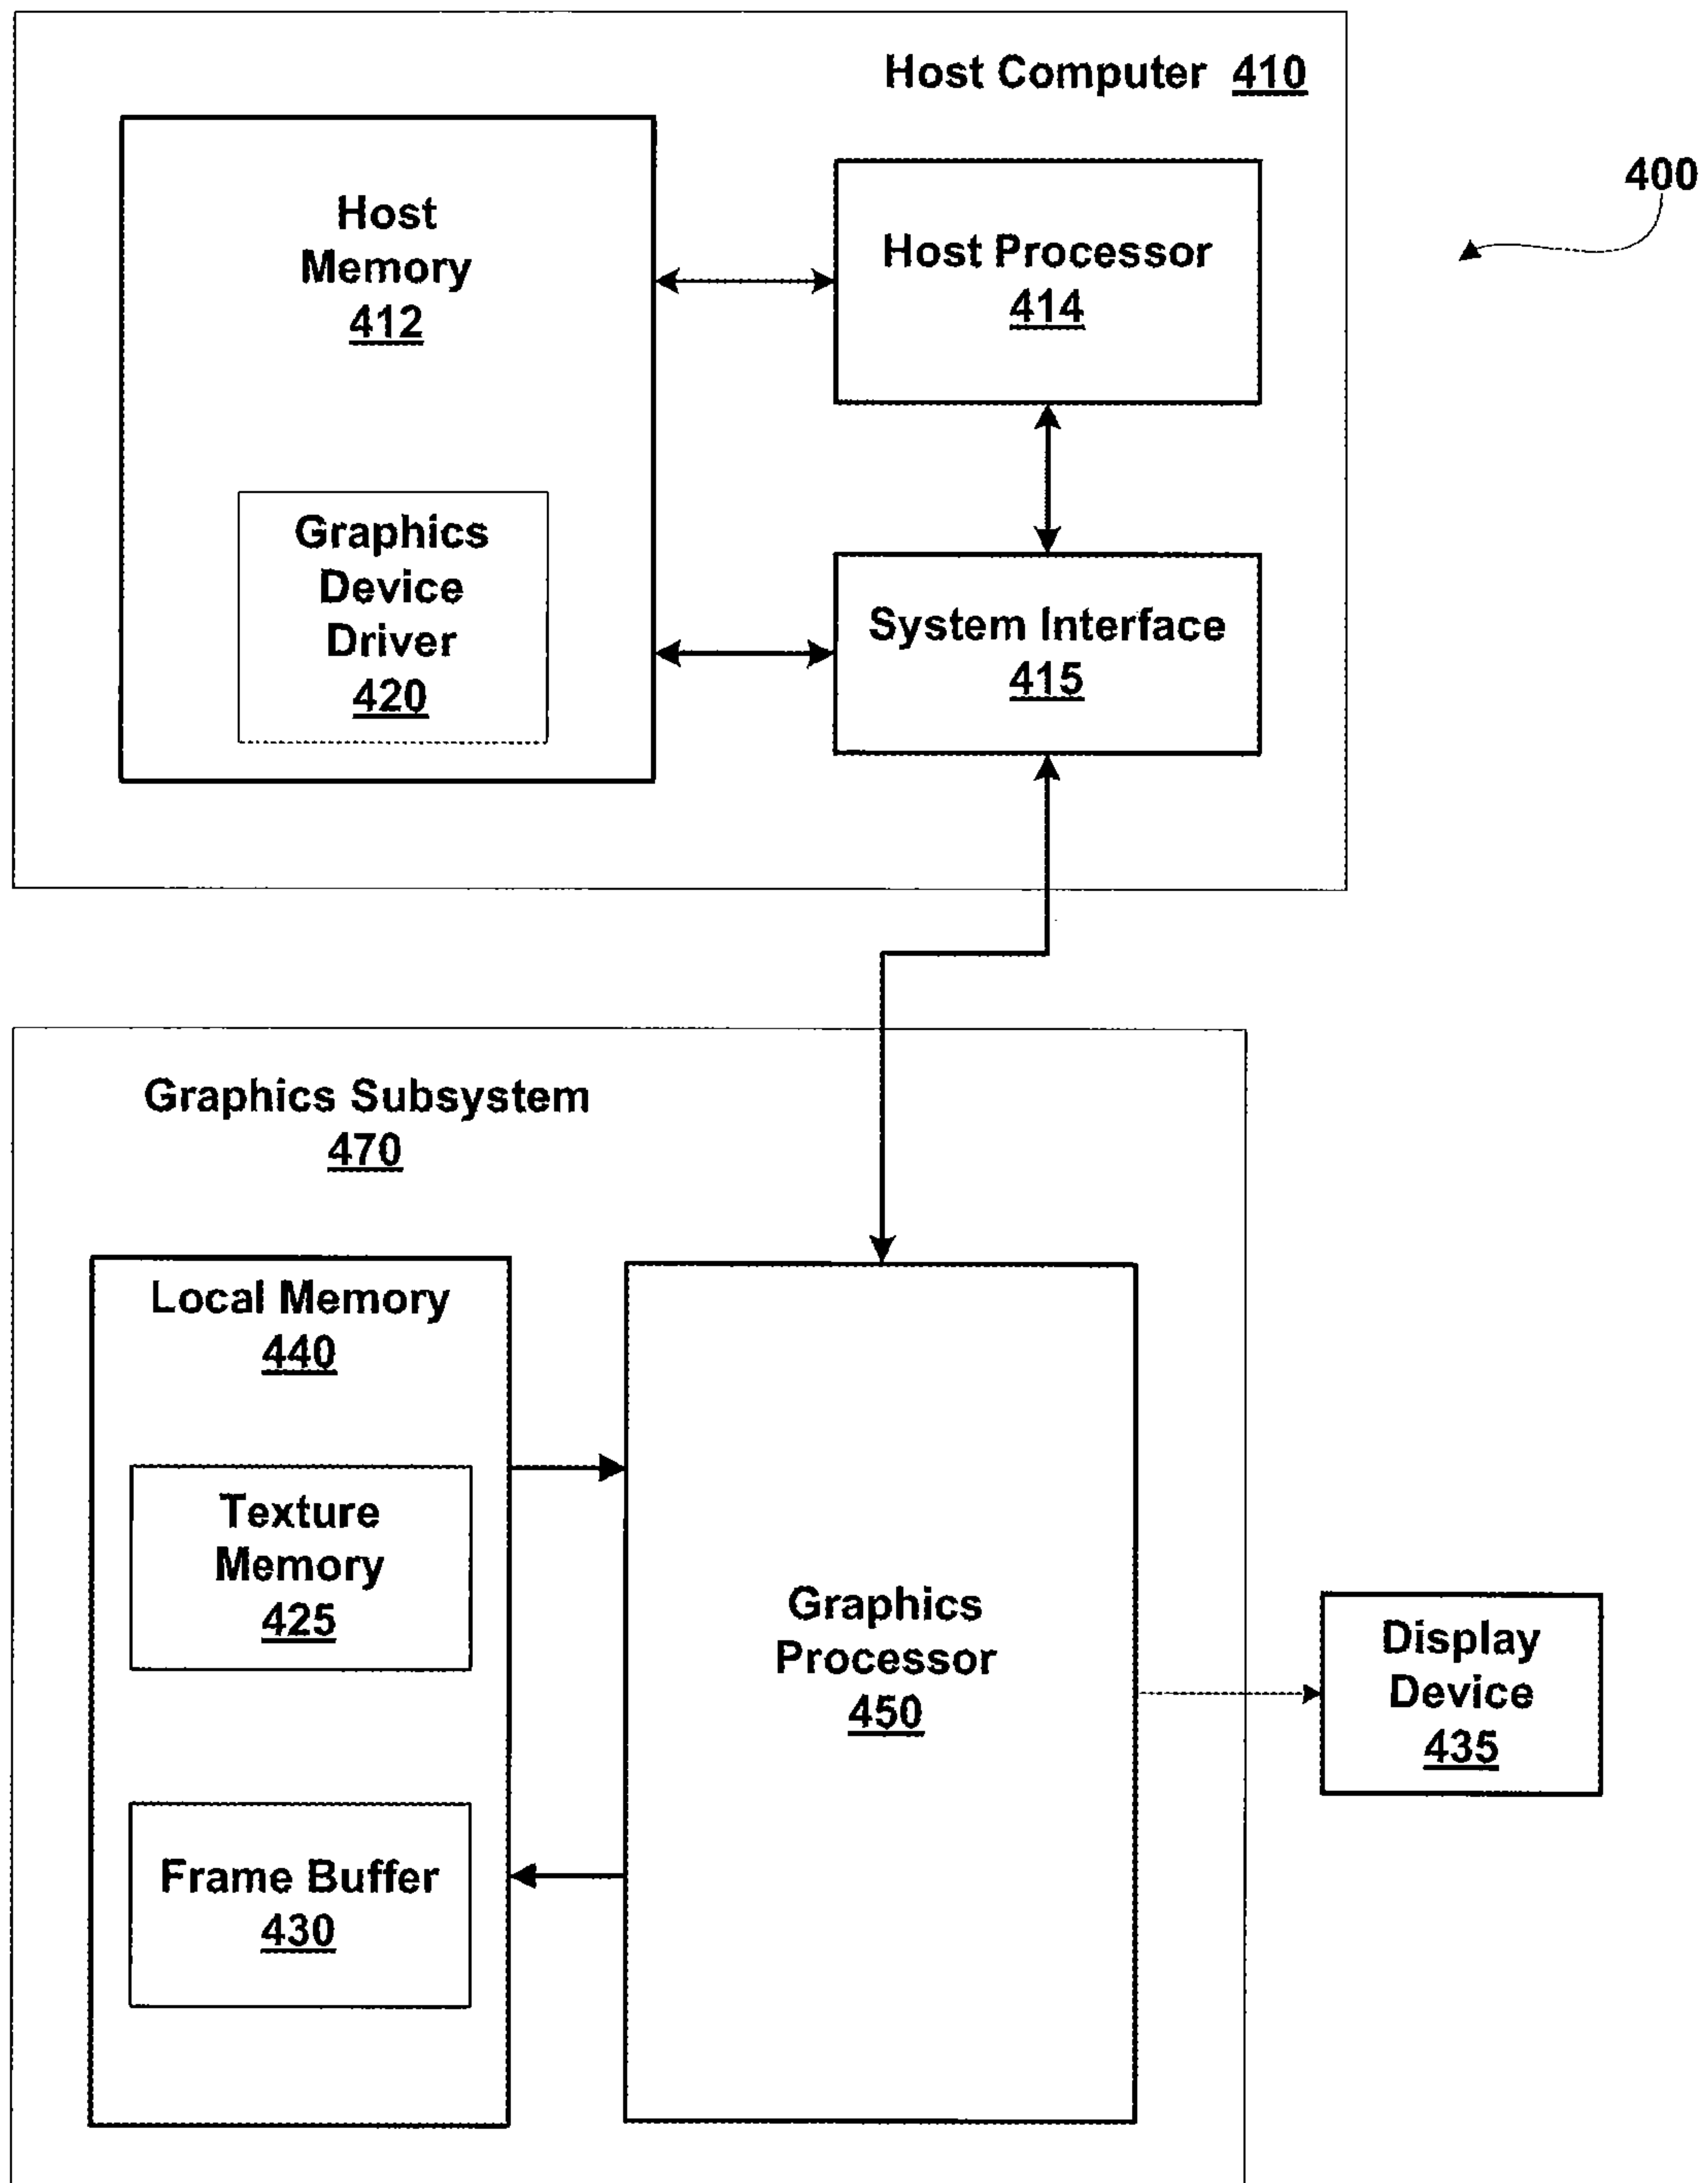 Host Computer 410
400
Host
Memory
412
Host Processor
414
Graphics
Device
Driver
420
System Interface
415
Graphics Subsystem
470
Local Memory
440
Texture
Memory
425
Graphics
Processor
450
Display
Device
435
Frame Buffer
430